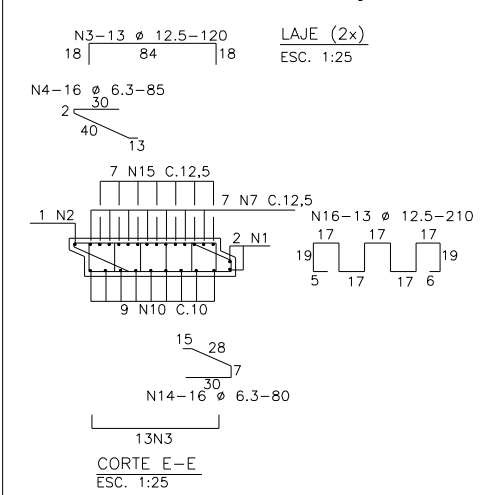 N3-13 ø 12.5-120
18 84 18
LAJE (2x)
ESC. 1:25
N4-16 ø 6.3-85
30
2
40
13
7 N15 C.12,5
7 N7 C.12,5
1 N2
2 N1
N16-13 ø 12.5-210
17 17 17
19 19
5 17 17 6
9 N10 C.10
15
28
7
30
N14-16 ø 6.3-80
13N3
CORTE E-E
ESC. 1:25